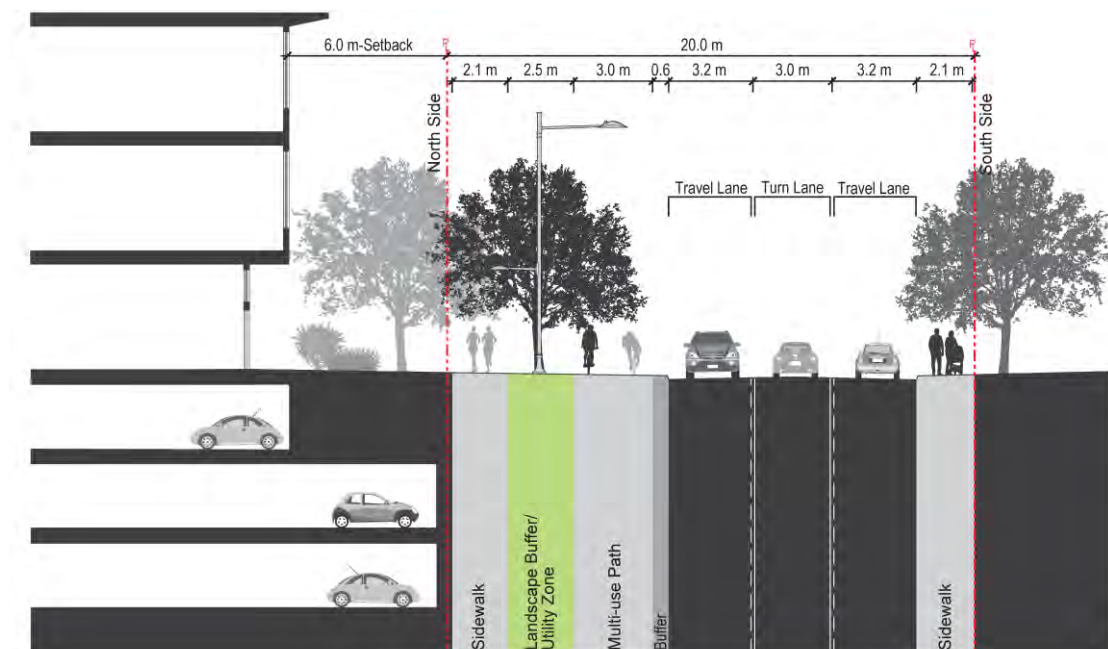 6.0 m-Setback
20.0 m
2.1 m
2.5 m
3.0 m
0.6
3.2 m
3.0 m
3.2 m
2.1 m
North Side
South Side
Travel Lane
Turn Lane
Travel Lane
Sidewalk
Landscape Buffer/
Utility Zone
Multi-use Path
Buffer
Sidewalk